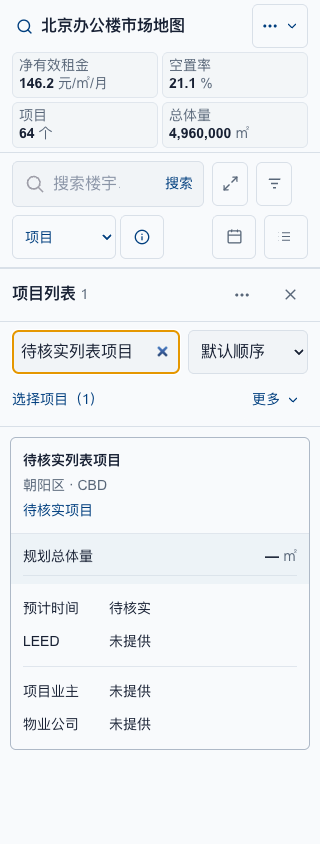 北京办公楼市场地图
净有效租金
146.2 元/㎡/月
空置率
21.1 %
项目
64 个
总体量
4,960,000 ㎡
搜索楼宇.
搜索
项目
项目列表 1
待核实列表项目
默认顺序
选择项目（1）
更多
待核实列表项目
朝阳区 · CBD
待核实项目
规划总体量
— ㎡
预计时间 待核实
LEED 未提供
项目业主 未提供
物业公司 未提供